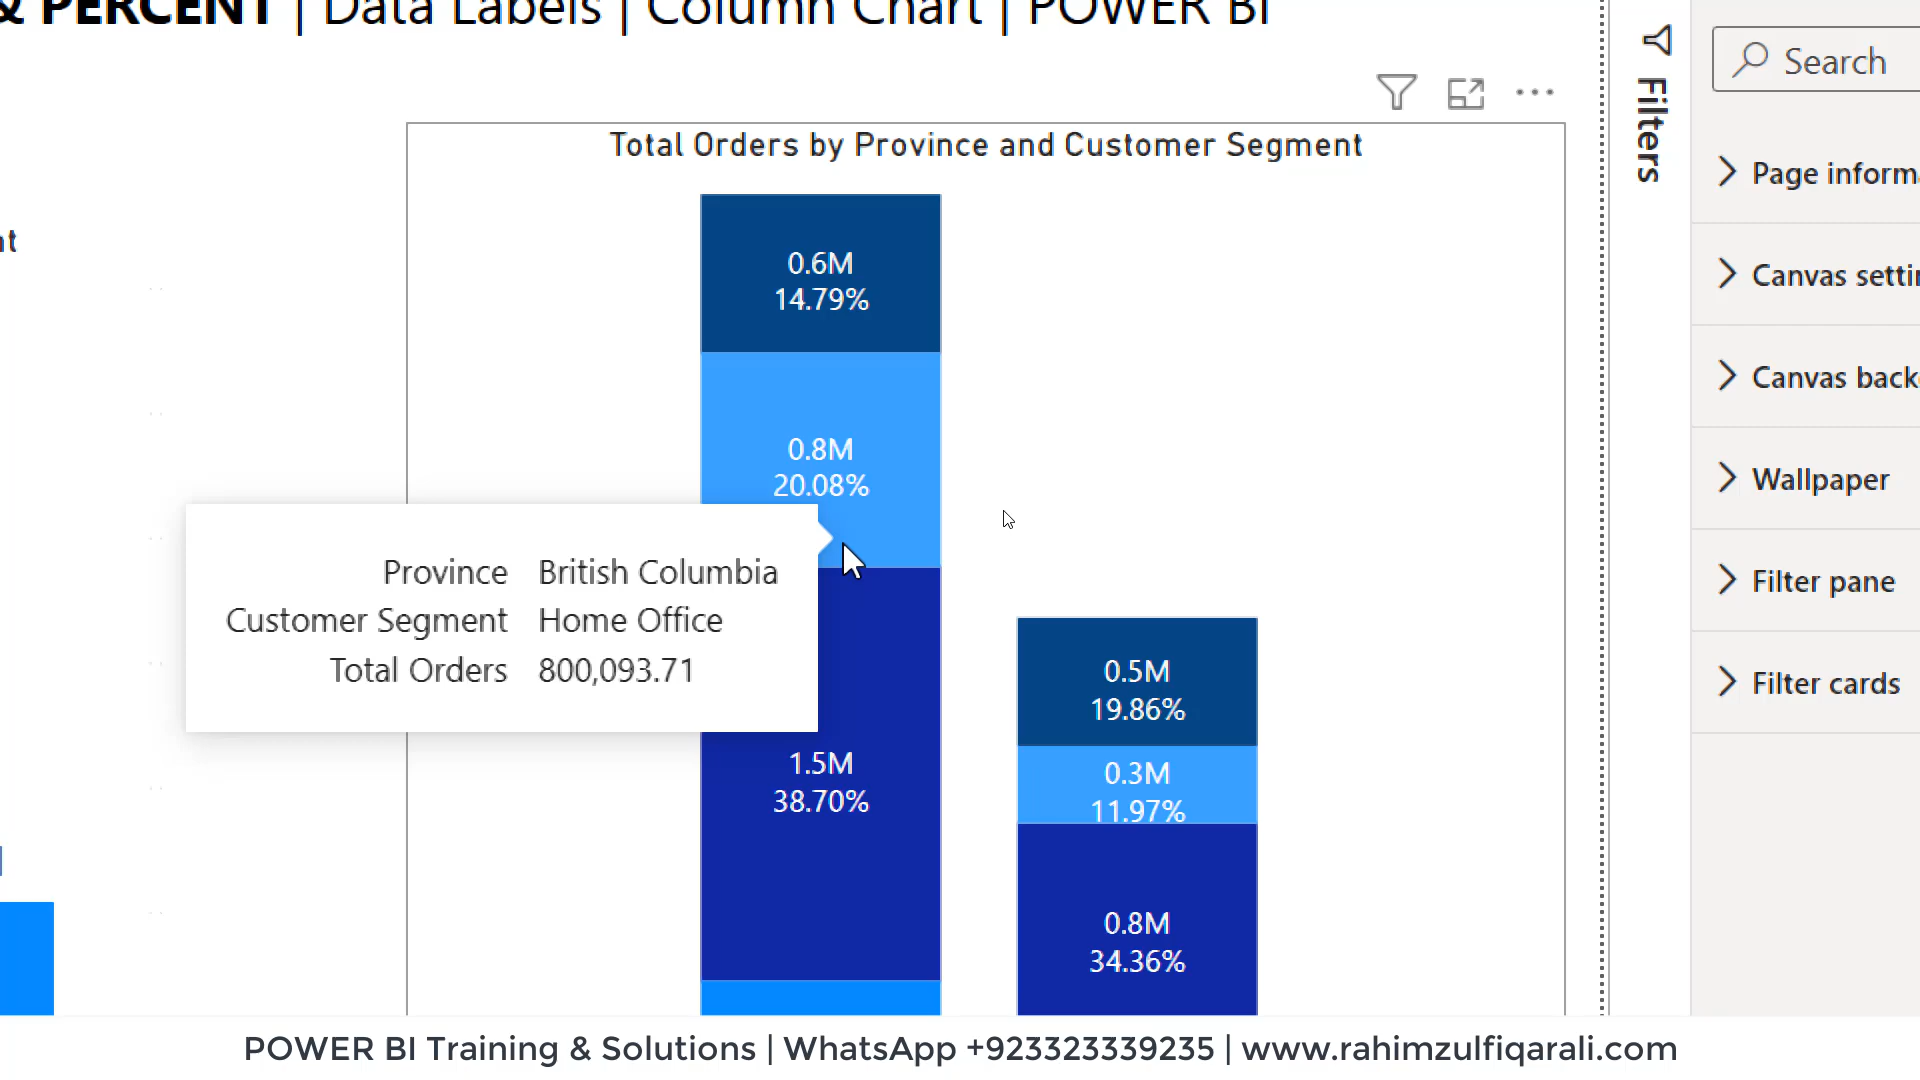 & PERCENT | Data Labels | Column Chart | POWER BI
Search
Filters
Total Orders by Province and Customer Segment
Page informa
0.6M
14.79%
nt
Canvas settin
Canvas back
0.8M
20.08%
Wallpaper
Province British Columbia
Customer Segment Home Office
Total Orders 800,093.71
Filter pane
0.5M
19.86%
Filter cards
1.5M
38.70%
0.3M
11.97%
0.8M
34.36%
POWER BI Training & Solutions | WhatsApp +923323339235 | www.rahimzulfiqarali.com